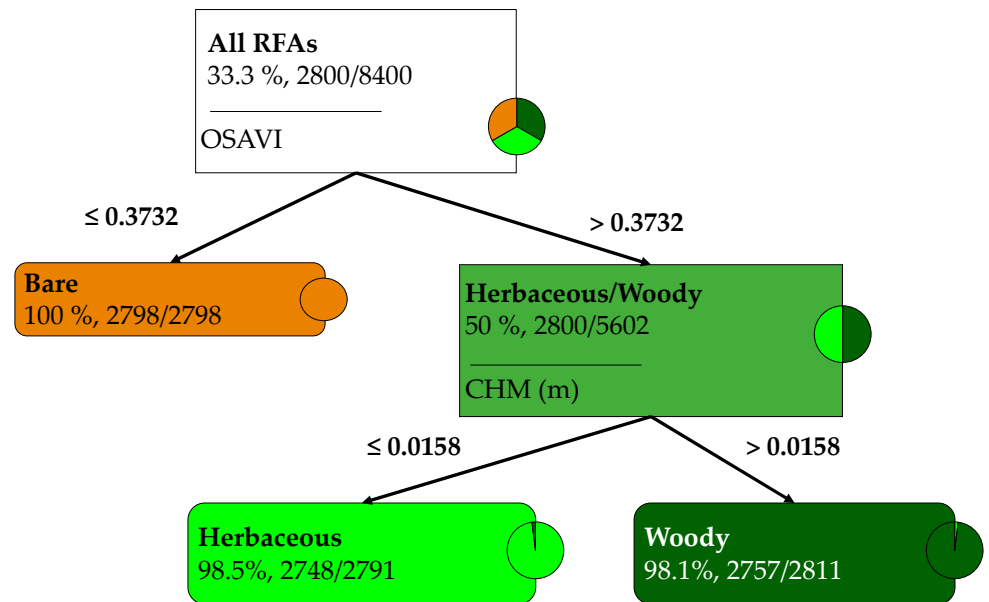 All RFAs
33.3 %, 2800/8400
OSAVI
≤ 0.3732
> 0.3732
Bare
100 %, 2798/2798
Herbaceous/Woody
50 %, 2800/5602
CHM (m)
≤ 0.0158
> 0.0158
Herbaceous
98.5%, 2748/2791
Woody
98.1%, 2757/2811